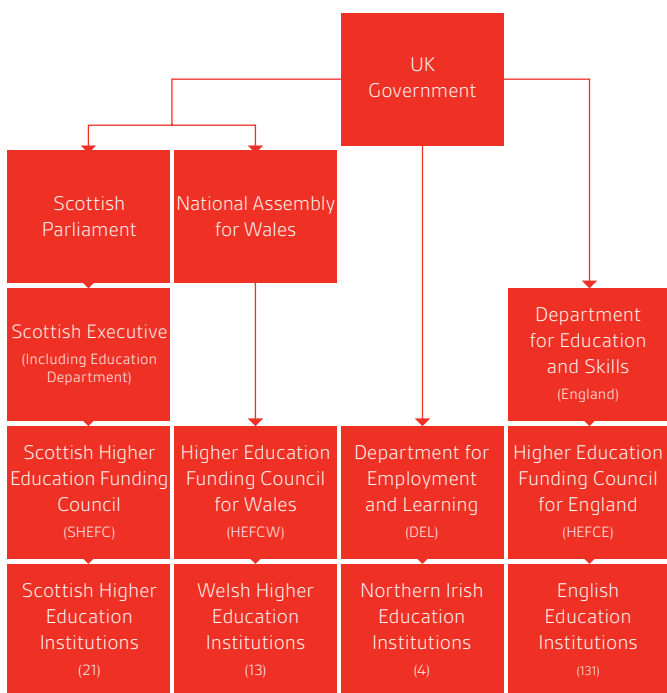 UK
Government
Scottish
Parliament
National Assembly
for Wales
Scottish Executive
(Including Education
Department)
Department
for Education
and Skills
(England)
Scottish Higher
Education Funding
Council
(SHEFC)
Higher Education
Funding Council
for Wales
(HEFCW)
Department for
Employment
and Learning
(DEL)
Higher Education
Funding Council
for England
(HEFCE)
Scottish Higher
Education
Institutions
(21)
Welsh Higher
Education
Institutions
(13)
Northern Irish
Education
Institutions
(4)
English
Education
Institutions
(131)